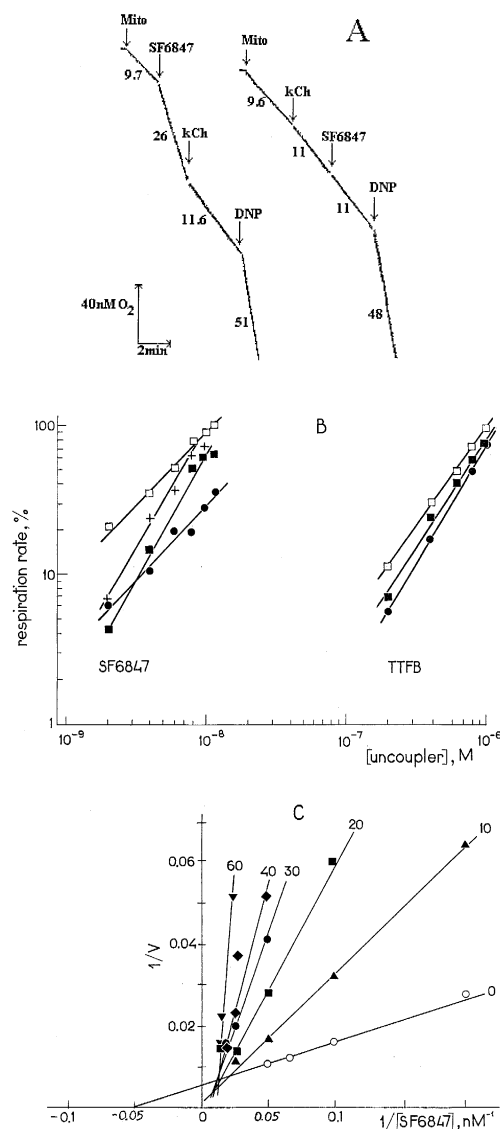 A
Mito
SF6847
9.7
26
kCh
11.6
DNP
51
40nM O2
2min
Mito
9.6
kCh
11
SF6847
11
DNP
48
B
respiration rate, %
100
10
1
SF6847
TTFB
10⁻⁹
10⁻⁸
10⁻⁷
10⁻⁶
[uncoupler], M
C
1/V
0.06
0.04
0.02
60
40
30
20
10
0
-0.1
-0.05
0
0.05
0.1
1/[SF6847], nM⁻¹